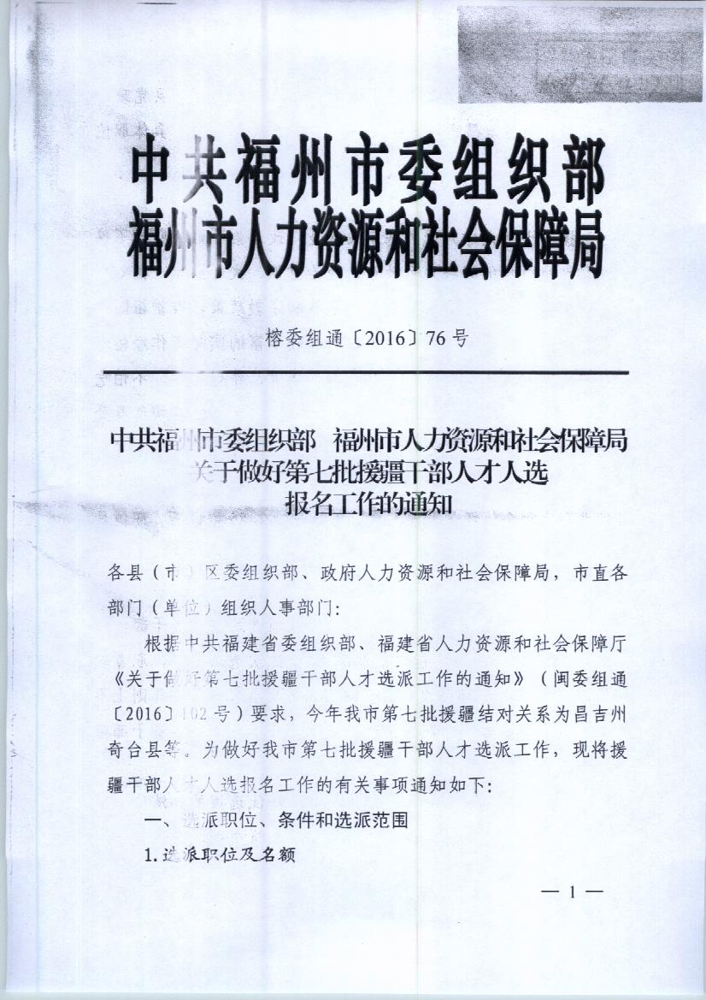 中共福州市委组织部
福州市人力资源和社会保障局
榕委组通〔2016〕76号
中共福州市委组织部 福州市人力资源和社会保障局
关于做好第七批援疆干部人才人选
报名工作的通知
各县（市）区委组织部、政府人力资源和社会保障局，市直各
部门（单位）组织人事部门：
根据中共福建省委组织部、福建省人力资源和社会保障厅
《关于做好第七批援疆干部人才选派工作的通知》（闽委组通
〔2016〕102号）要求，今年我市第七批援疆结对关系为昌吉州
奇台县等。为做好我市第七批援疆干部人才选派工作，现将援
疆干部人才人选报名工作的有关事项通知如下：
一、选派职位、条件和选派范围
1.选派职位及名额
— 1 —